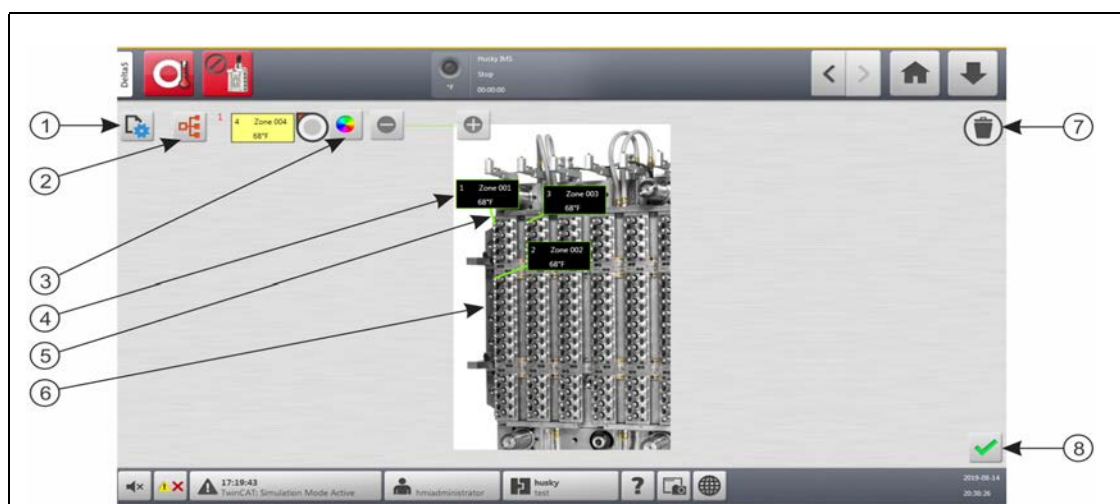 Delta5
Husky IMS
Stop
°F
00:00:00
1
2
3
4
5
6
7
8
1
4 Zone 004
68°F
1 Zone 001
68°F
3 Zone 003
68°F
2 Zone 002
68°F
17:19:43
TwinCAT: Simulation Mode Active
hmiadministrator
husky
test
?
2019-08-14
20:38:26